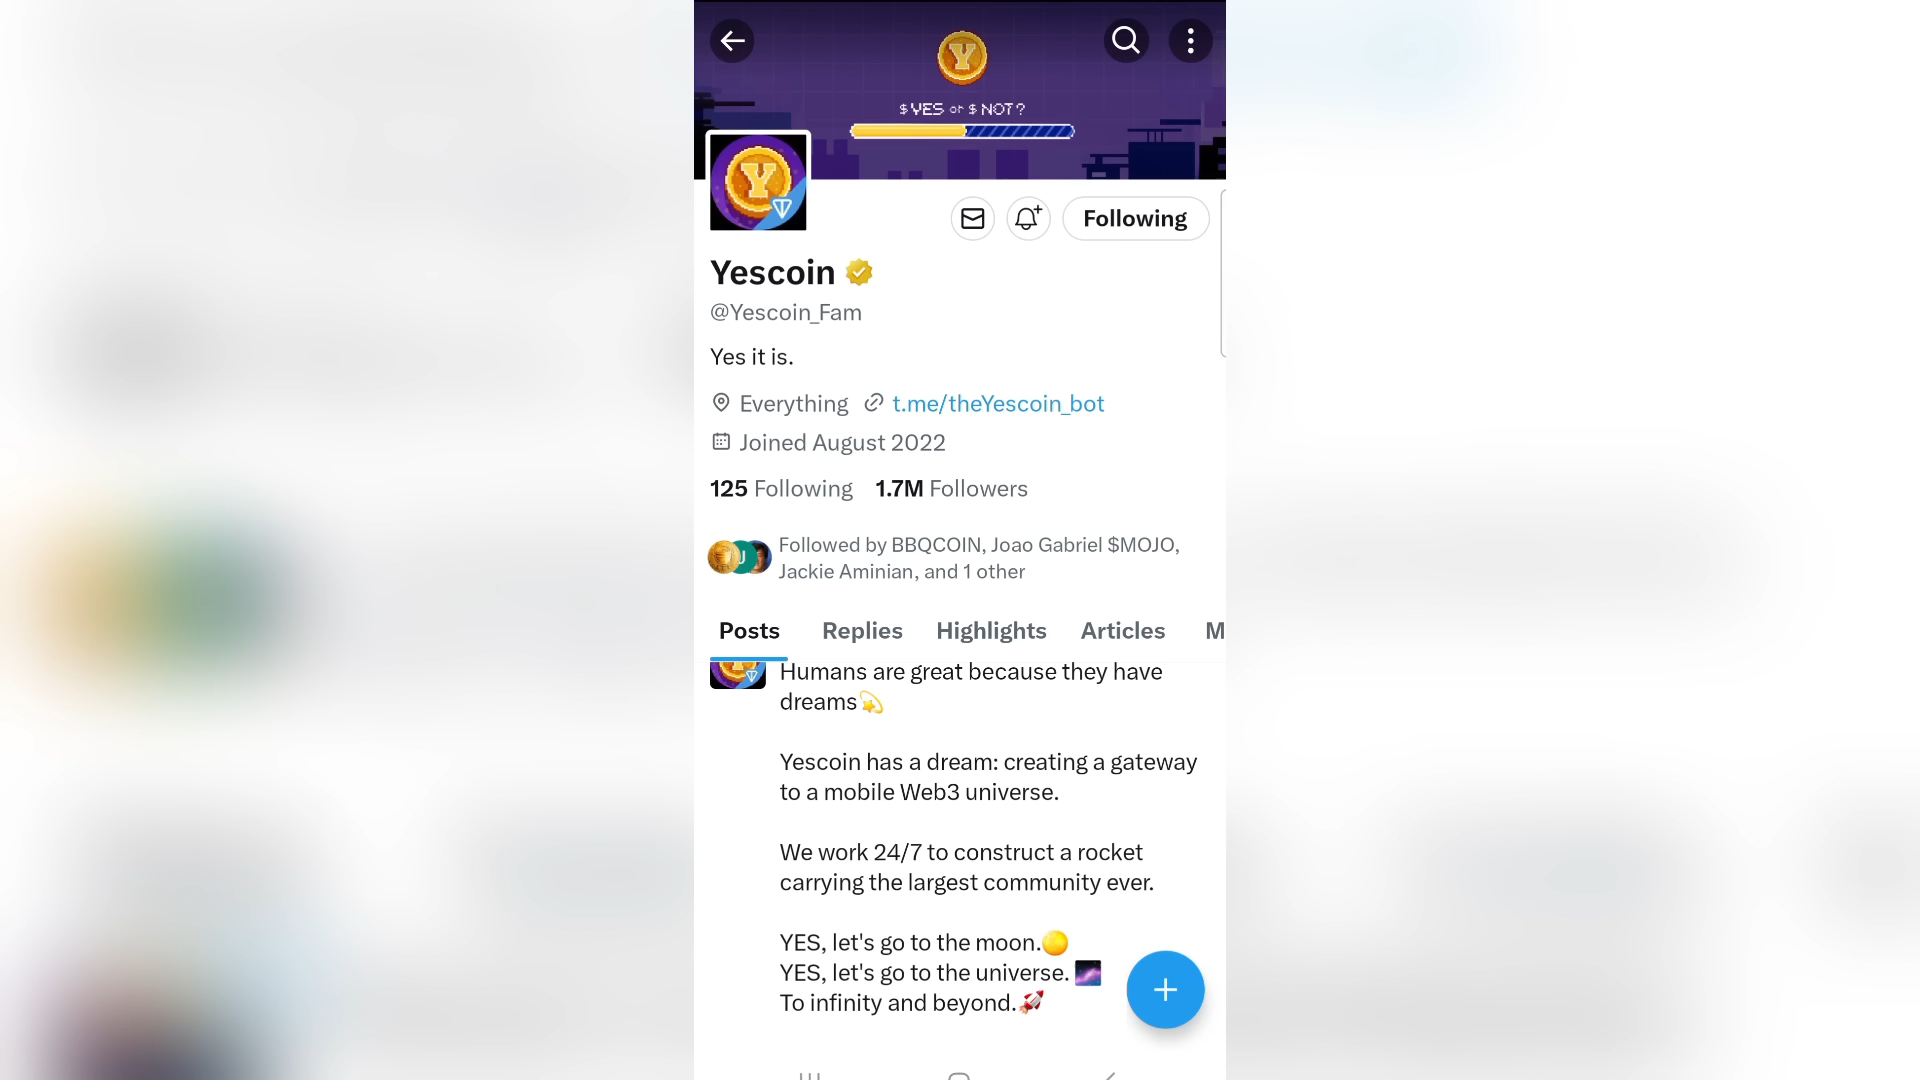 Y
$ YES or $ NOT?
Y
Following
Yescoin
@Yescoin_Fam
Yes it is.
Everything t.me/theYescoin_bot
Joined August 2022
125 Following 1.7M Followers
J
Followed by BBQCOIN, Joao Gabriel $MOJO,
Jackie Aminian, and 1 other
Posts Replies Highlights Articles M
Humans are great because they have
dreams💫
Yescoin has a dream: creating a gateway
to a mobile Web3 universe.
We work 24/7 to construct a rocket
carrying the largest community ever.
YES, let's go to the moon.🌕
YES, let's go to the universe. 🌌
To infinity and beyond.🚀